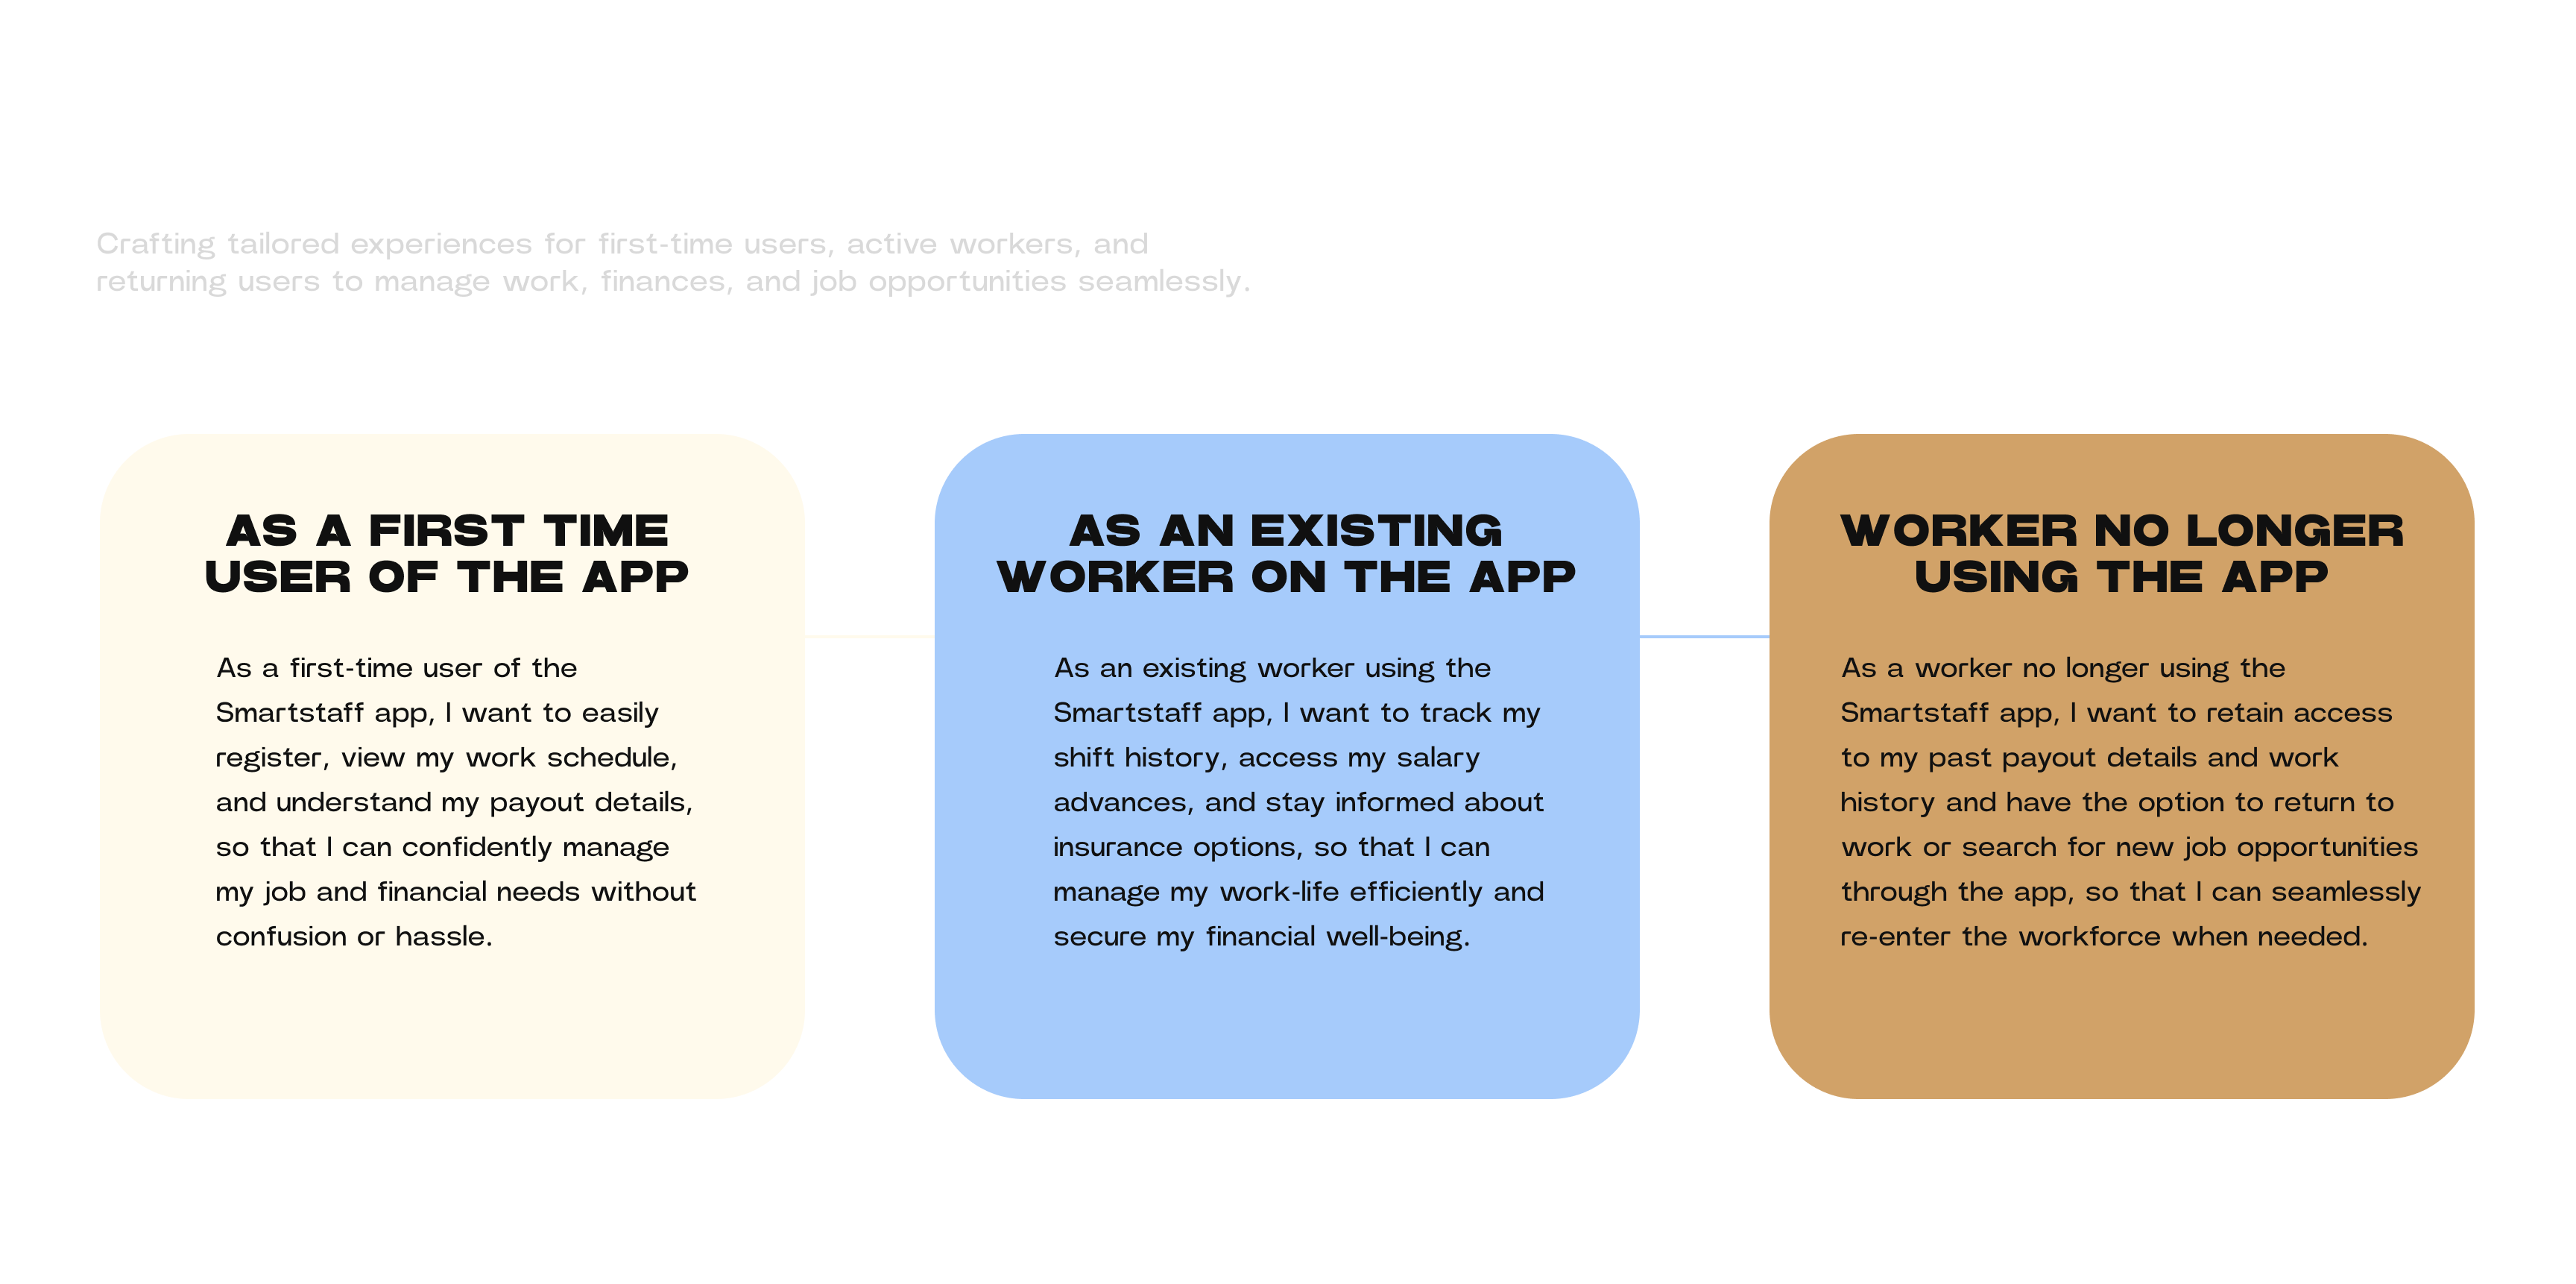 Crafting tailored experiences for first-time users, active workers, and
returning users to manage work, finances, and job opportunities seamlessly.
AS A FIRST TIME
USER OF THE APP
As a first-time user of the
Smartstaff app, I want to easily
register, view my work schedule,
and understand my payout details,
so that I can confidently manage
my job and financial needs without
confusion or hassle.
AS AN EXISTING
WORKER ON THE APP
As an existing worker using the
Smartstaff app, I want to track my
shift history, access my salary
advances, and stay informed about
insurance options, so that I can
manage my work-life efficiently and
secure my financial well-being.
WORKER NO LONGER
USING THE APP
As a worker no longer using the
Smartstaff app, I want to retain access
to my past payout details and work
history and have the option to return to
work or search for new job opportunities
through the app, so that I can seamlessly
re-enter the workforce when needed.